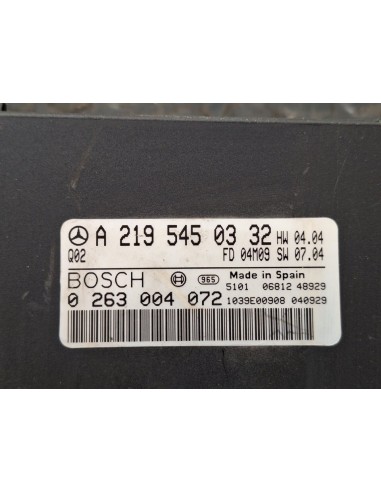 A 219 545 03 32 HW 04.04
Q02 FD 04M09 SW 07.04
BOSCH 965 Made in Spain
5101 06812 48929
0 263 004 072 1039E00908 040929